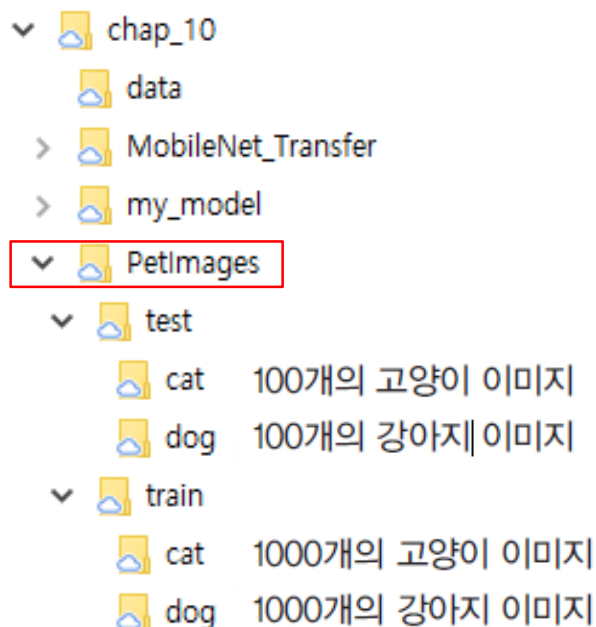 chap_10
data
MobileNet_Transfer
my_model
PetImages
test
cat 100개의 고양이 이미지
dog 100개의 강아지 이미지
train
cat 1000개의 고양이 이미지
dog 1000개의 강아지 이미지